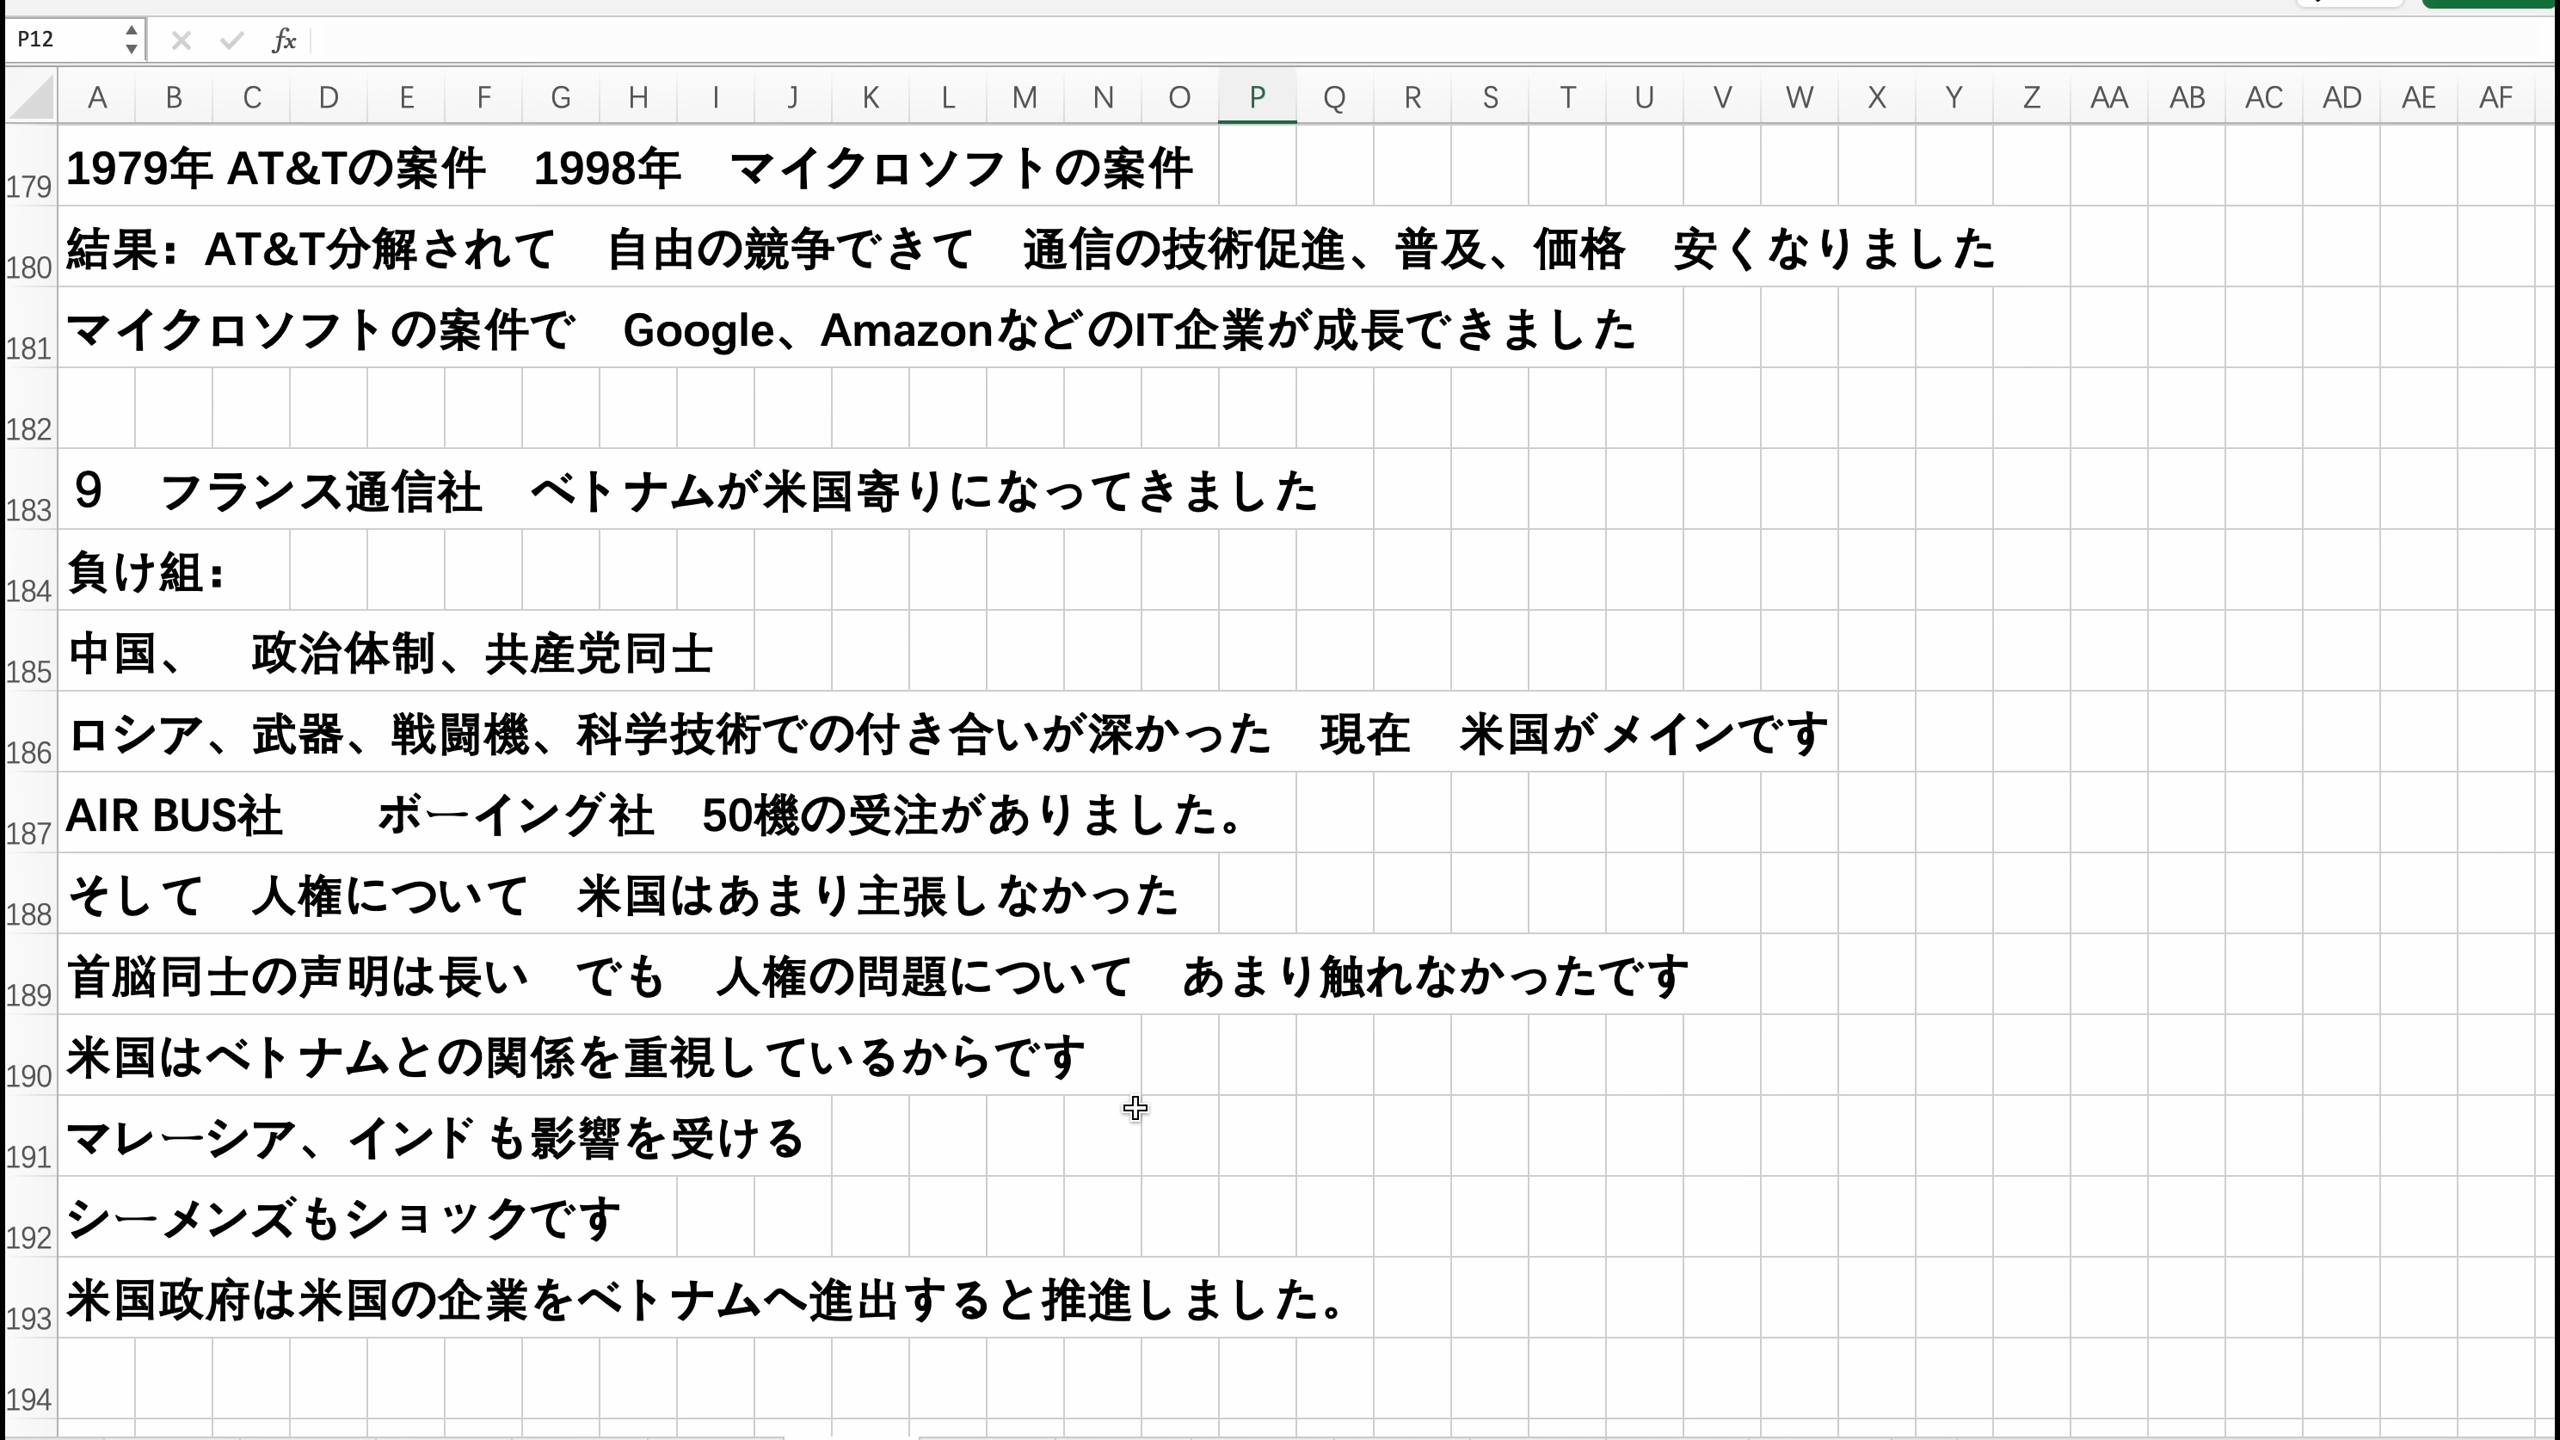 P12 fx
A B C D E F G H I J K L M N O P Q R S T U V W X Y Z AA AB AC AD AE AF
179 1979年 AT&Tの案件　1998年　マイクロソフトの案件
180 結果：AT&T分解されて　自由の競争できて　通信の技術促進、普及、価格　安くなりました
181 マイクロソフトの案件で　Google、AmazonなどのIT企業が成長できました
182
183 ９　フランス通信社　ベトナムが米国寄りになってきました
184 負け組：
185 中国、　政治体制、共産党同士
186 ロシア、武器、戦闘機、科学技術での付き合いが深かった　現在　米国がメインです
187 AIR BUS社　　ボーイング社　50機の受注がありました。
188 そして　人権について　米国はあまり主張しなかった
189 首脳同士の声明は長い　でも　人権の問題について　あまり触れなかったです
190 米国はベトナムとの関係を重視しているからです
191 マレーシア、インドも影響を受ける
192 シーメンズもショックです
193 米国政府は米国の企業をベトナムへ進出すると推進しました。
194